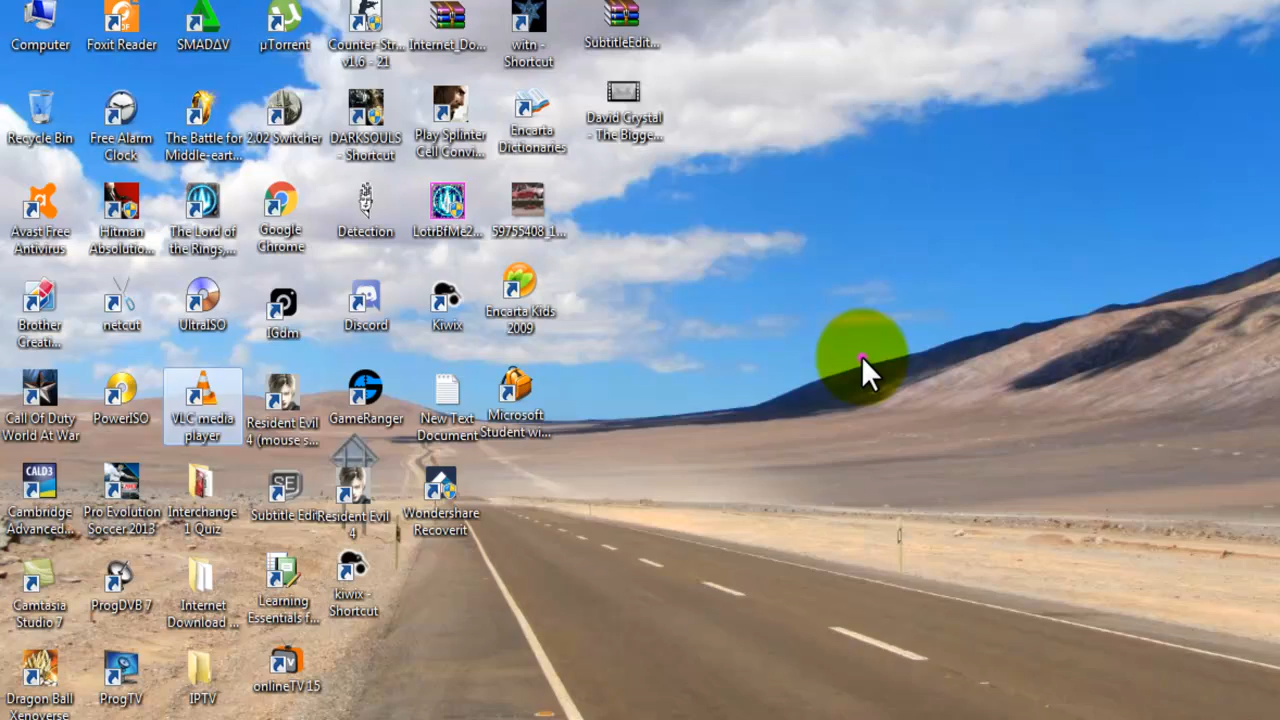 Computer
Foxit Reader
SMADΔV
µTorrent
Counter-Str...
v1.6 - 21
Internet_Do...
witn -
Shortcut
SubtitleEdit...
Recycle Bin
Free Alarm
Clock
The Battle for
Middle-eart...
2.02 Switcher
DARKSOULS
- Shortcut
Play Splinter
Cell Convi...
Encarta
Dictionaries
David Crystal
- The Bigge...
Avast Free
Antivirus
Hitman
Absolutio...
The Lord of
the Rings,...
Google
Chrome
Detection
LotrBfMe2...
59755408_1...
Brother
Creati...
netcut
UltraISO
IGdm
Discord
Kiwix
Encarta Kids
2009
Call Of Duty
World At War
PowerISO
VLC media
player
Resident Evil
4 (mouse s...
GameRanger
New Text
Document
Microsoft
Student wi...
CALD3
Cambridge
Advanced...
Pro Evolution
Soccer 2013
Interchange
1 Quiz
SE
Subtitle Edit
Resident Evil
4
Wondershare
Recoverit
Camtasia
Studio 7
ProgDVB 7
Internet
Download ...
Learning
Essentials f...
kiwix -
Shortcut
Dragon Ball
Xenoverse
ProgTV
IPTV
onlineTV 15